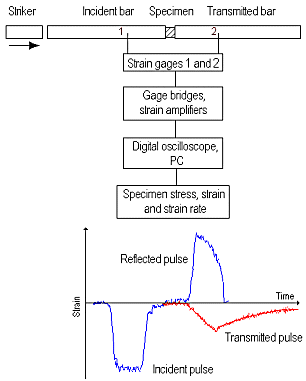 Striker Incident bar Specimen Transmitted bar
1 2
Strain gages 1 and 2
Gage bridges,
strain amplifiers
Digital oscilloscope,
PC
Specimen stress, strain
and strain rate
Reflected pulse
Time
Strain
Transmitted pulse
Incident pulse